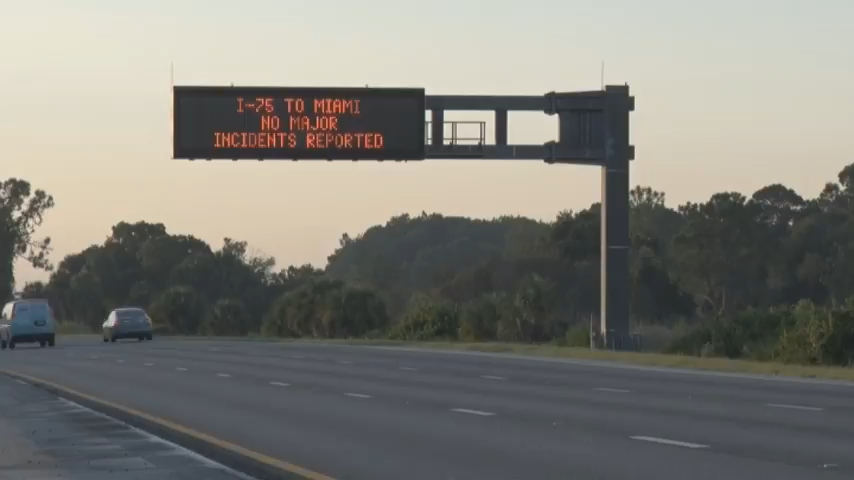 I-75 TO MIAMI
NO MAJOR
INCIDENTS REPORTED